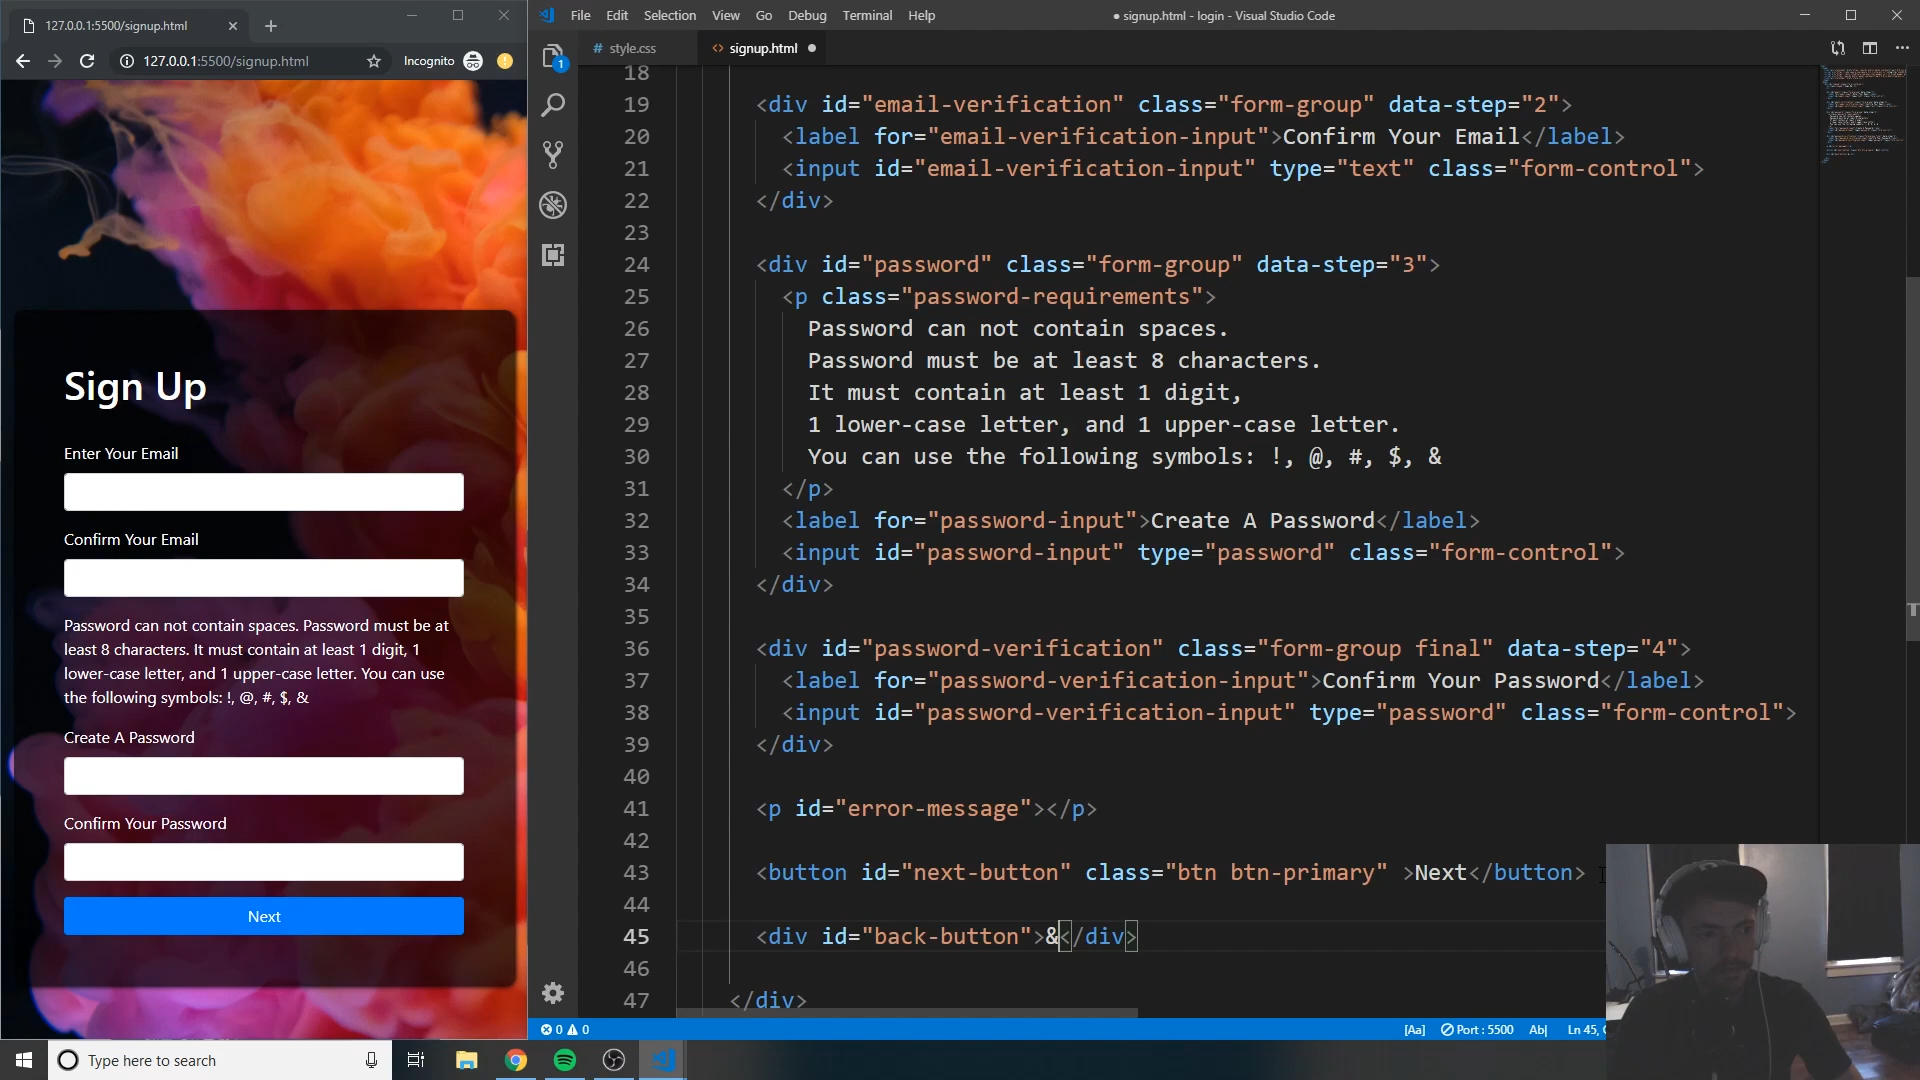 127.0.0.1:5500/signup.html
127.0.0.1:5500/signup.html
Incognito
Sign Up
Enter Your Email
Confirm Your Email
Password can not contain spaces. Password must be at
least 8 characters. It must contain at least 1 digit, 1
lower-case letter, and 1 upper-case letter. You can use
the following symbols: !, @, #, $, &
Create A Password
Confirm Your Password
Next
File Edit Selection View Go Debug Terminal Help
● signup.html - login - Visual Studio Code
# style.css
<> signup.html ●
1
18
19 <div id="email-verification" class="form-group" data-step="2">
20 <label for="email-verification-input">Confirm Your Email</label>
21 <input id="email-verification-input" type="text" class="form-control">
22 </div>
23
24 <div id="password" class="form-group" data-step="3">
25 <p class="password-requirements">
26 Password can not contain spaces.
27 Password must be at least 8 characters.
28 It must contain at least 1 digit,
29 1 lower-case letter, and 1 upper-case letter.
30 You can use the following symbols: !, @, #, $, &
31 </p>
32 <label for="password-input">Create A Password</label>
33 <input id="password-input" type="password" class="form-control">
34 </div>
35
36 <div id="password-verification" class="form-group final" data-step="4">
37 <label for="password-verification-input">Confirm Your Password</label>
38 <input id="password-verification-input" type="password" class="form-control">
39 </div>
40
41 <p id="error-message"></p>
42
43 <button id="next-button" class="btn btn-primary" >Next</button>
44
45 <div id="back-button">&</div>
46
47 </div>
0 0
[Aa] Port : 5500 Ab| Ln 45,
Type here to search